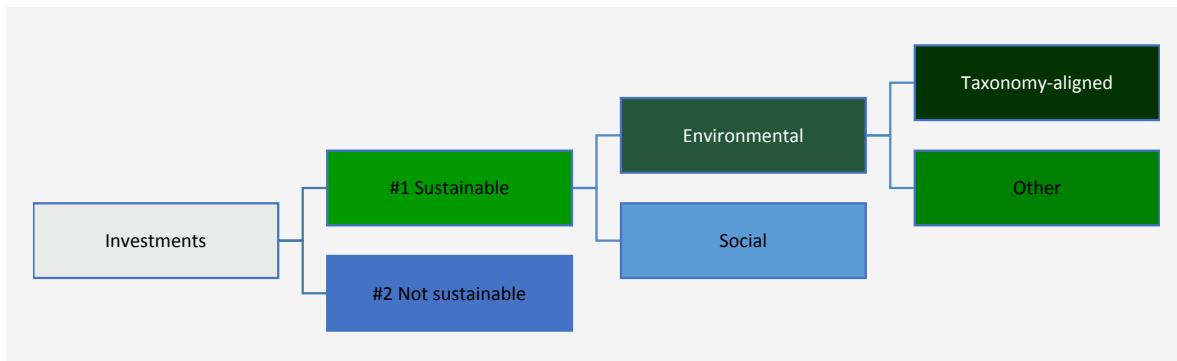 Investments
#1 Sustainable
#2 Not sustainable
Environmental
Social
Taxonomy-aligned
Other